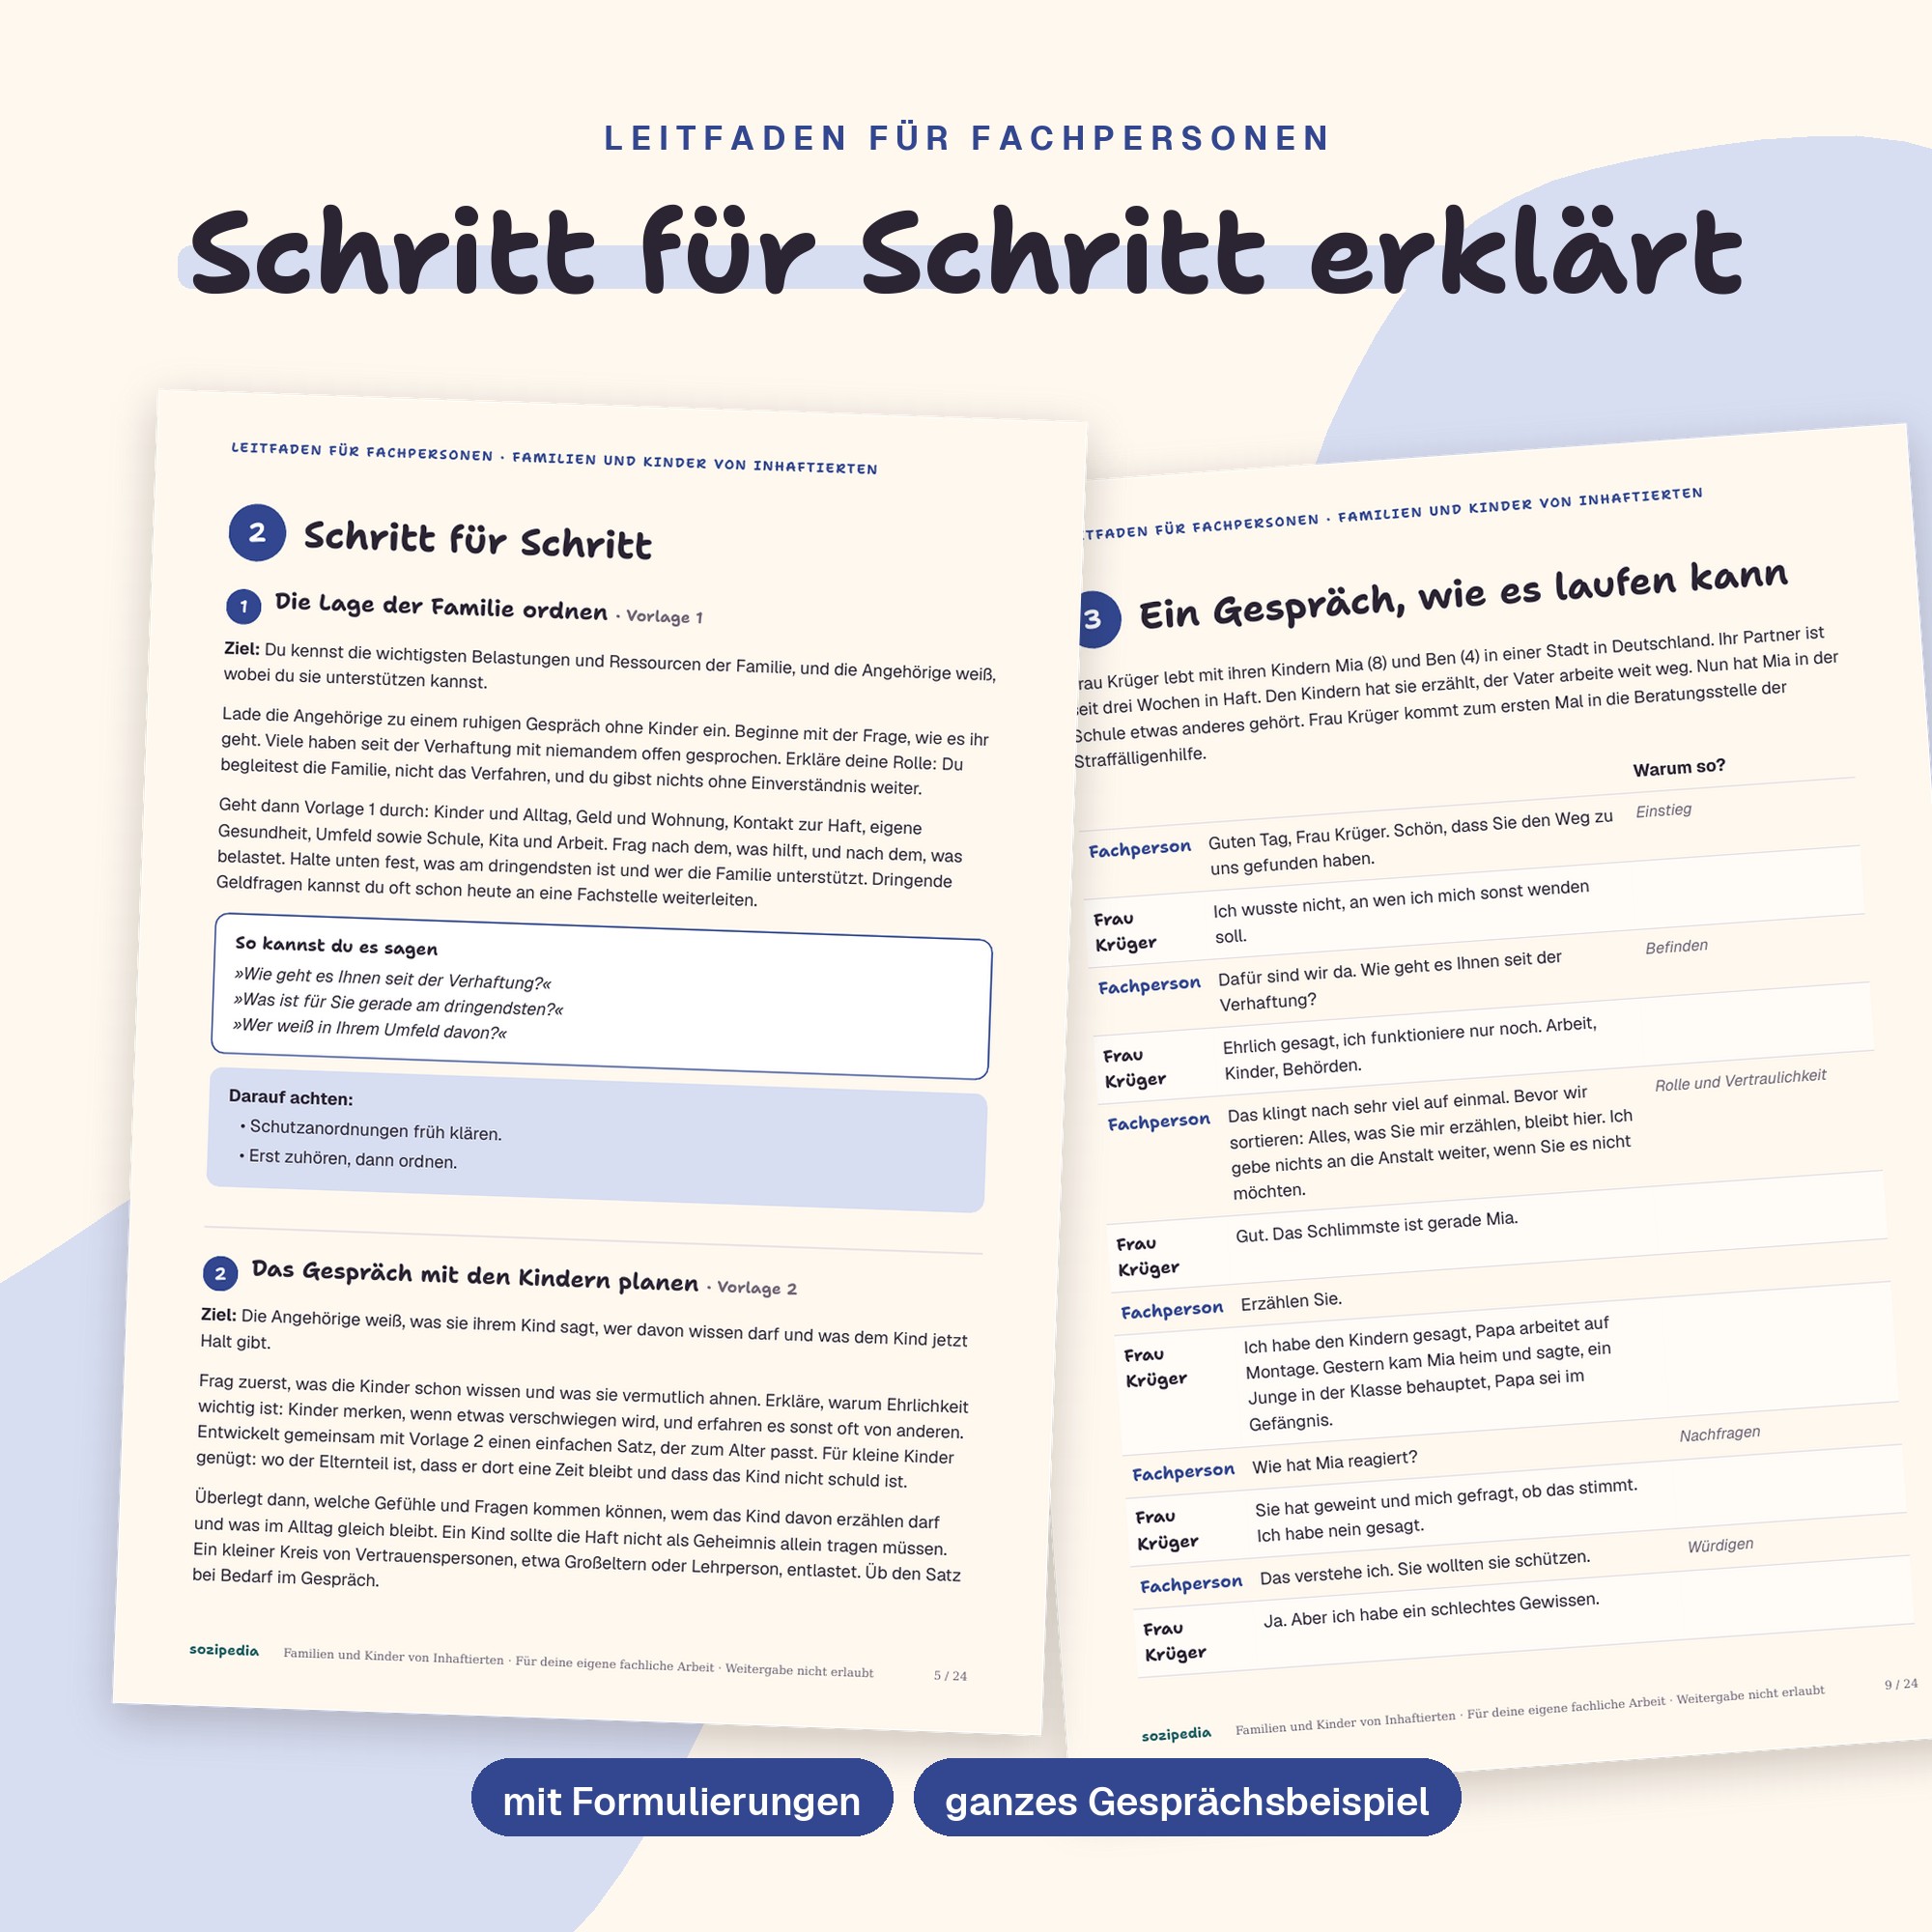 LEITFADEN FÜR FACHPERSONEN
Schritt für Schritt erklärt
LEITFADEN FÜR FACHPERSONEN · FAMILIEN UND KINDER VON INHAFTIERTEN
2 Schritt für Schritt
1 Die Lage der Familie ordnen · Vorlage 1
Ziel: Du kennst die wichtigsten Belastungen und Ressourcen der Familie, und die Angehörige weiß,
wobei du sie unterstützen kannst.
Lade die Angehörige zu einem ruhigen Gespräch ohne Kinder ein. Beginne mit der Frage, wie es ihr
geht. Viele haben seit der Verhaftung mit niemandem offen gesprochen. Erkläre deine Rolle: Du
begleitest die Familie, nicht das Verfahren, und du gibst nichts ohne Einverständnis weiter.
Geht dann Vorlage 1 durch: Kinder und Alltag, Geld und Wohnung, Kontakt zur Haft, eigene
Gesundheit, Umfeld sowie Schule, Kita und Arbeit. Frag nach dem, was hilft, und nach dem, was
belastet. Halte unten fest, was am dringendsten ist und wer die Familie unterstützt. Dringende
Geldfragen kannst du oft schon heute an eine Fachstelle weiterleiten.
So kannst du es sagen
»Wie geht es Ihnen seit der Verhaftung?«
»Was ist für Sie gerade am dringendsten?«
»Wer weiß in Ihrem Umfeld davon?«
Darauf achten:
• Schutzanordnungen früh klären.
• Erst zuhören, dann ordnen.
2 Das Gespräch mit den Kindern planen · Vorlage 2
Ziel: Die Angehörige weiß, was sie ihrem Kind sagt, wer davon wissen darf und was dem Kind jetzt
Halt gibt.
Frag zuerst, was die Kinder schon wissen und was sie vermutlich ahnen. Erkläre, warum Ehrlichkeit
wichtig ist: Kinder merken, wenn etwas verschwiegen wird, und erfahren es sonst oft von anderen.
Entwickelt gemeinsam mit Vorlage 2 einen einfachen Satz, der zum Alter passt. Für kleine Kinder
genügt: wo der Elternteil ist, dass er dort eine Zeit bleibt und dass das Kind nicht schuld ist.
Überlegt dann, welche Gefühle und Fragen kommen können, wem das Kind davon erzählen darf
und was im Alltag gleich bleibt. Ein Kind sollte die Haft nicht als Geheimnis allein tragen müssen.
Ein kleiner Kreis von Vertrauenspersonen, etwa Großeltern oder Lehrperson, entlastet. Üb den Satz
bei Bedarf im Gespräch.
sozipedia Familien und Kinder von Inhaftierten · Für deine eigene fachliche Arbeit · Weitergabe nicht erlaubt 5 / 24
FÜR FACHPERSONEN · FAMILIEN UND KINDER VON INHAFTIERTEN
3 Ein Gespräch, wie es laufen kann
Krüger lebt mit ihren Kindern Mia (8) und Ben (4) in einer Stadt in Deutschland. Ihr Partner ist
seit drei Wochen in Haft. Den Kindern hat sie erzählt, der Vater arbeite weit weg. Nun hat Mia in der
Schule etwas anderes gehört. Frau Krüger kommt zum ersten Mal in die Beratungsstelle der
Straffälligenhilfe.
Warum so?
Fachperson Guten Tag, Frau Krüger. Schön, dass Sie den Weg zu Einstieg
uns gefunden haben.
Frau Krüger Ich wusste nicht, an wen ich mich sonst wenden
soll.
Fachperson Dafür sind wir da. Wie geht es Ihnen seit der Befinden
Verhaftung?
Frau Krüger Ehrlich gesagt, ich funktioniere nur noch. Arbeit,
Kinder, Behörden.
Fachperson Das klingt nach sehr viel auf einmal. Bevor wir Rolle und Vertraulichkeit
sortieren: Alles, was Sie mir erzählen, bleibt hier. Ich
gebe nichts an die Anstalt weiter, wenn Sie es nicht
möchten.
Frau Krüger Gut. Das Schlimmste ist gerade Mia.
Fachperson Erzählen Sie.
Frau Krüger Ich habe den Kindern gesagt, Papa arbeitet auf
Montage. Gestern kam Mia heim und sagte, ein
Junge in der Klasse behauptet, Papa sei im
Gefängnis.
Fachperson Wie hat Mia reagiert? Nachfragen
Frau Krüger Sie hat geweint und mich gefragt, ob das stimmt.
Ich habe nein gesagt.
Fachperson Das verstehe ich. Sie wollten sie schützen. Würdigen
Frau Krüger Ja. Aber ich habe ein schlechtes Gewissen.
sozipedia Familien und Kinder von Inhaftierten · Für deine eigene fachliche Arbeit · Weitergabe nicht erlaubt 9 / 24
mit Formulierungen
ganzes Gesprächsbeispiel